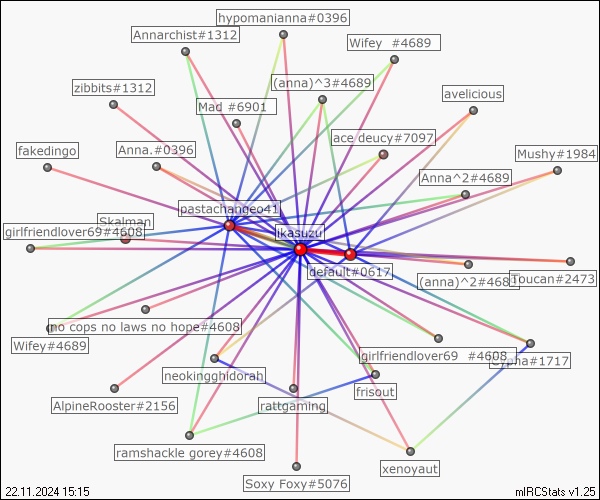 hypomanianna#0396
Annarchist#1312
Wifey #4689
zibbits#1312
(anna)^3#4689
avelicious
Mad #6901
ace deucy#7097
fakedingo
Anna.#0396
Mushy#1984
Anna^2#4689
pastachangeo41
Skalman
girlfriendlover69#4608
ikasuzu
default#0617
(anna)^2#468
Toucan#2473
no cops no laws no hope#4608
Wifey#4689
girlfriendlover69 #4608
Cypha#1717
neokingghidorah
frisout
AlpineRooster#2156
rattgaming
ramshackle gorey#4608
xenoyaut
Soxy Foxy#5076
22.11.2024 15:15
mIRCStats v1.25